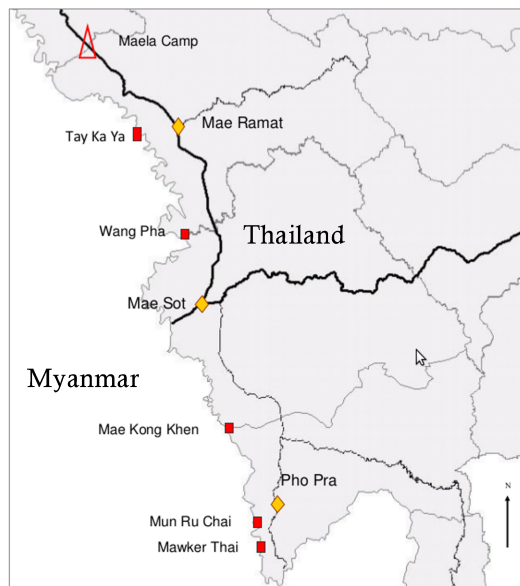 Maela Camp
Mae Ramat
Tay Ka Ya
Wang Pha
Thailand
Mae Sot
Myanmar
Mae Kong Khen
Pho Pra
N
Mun Ru Chai
Mawker Thai